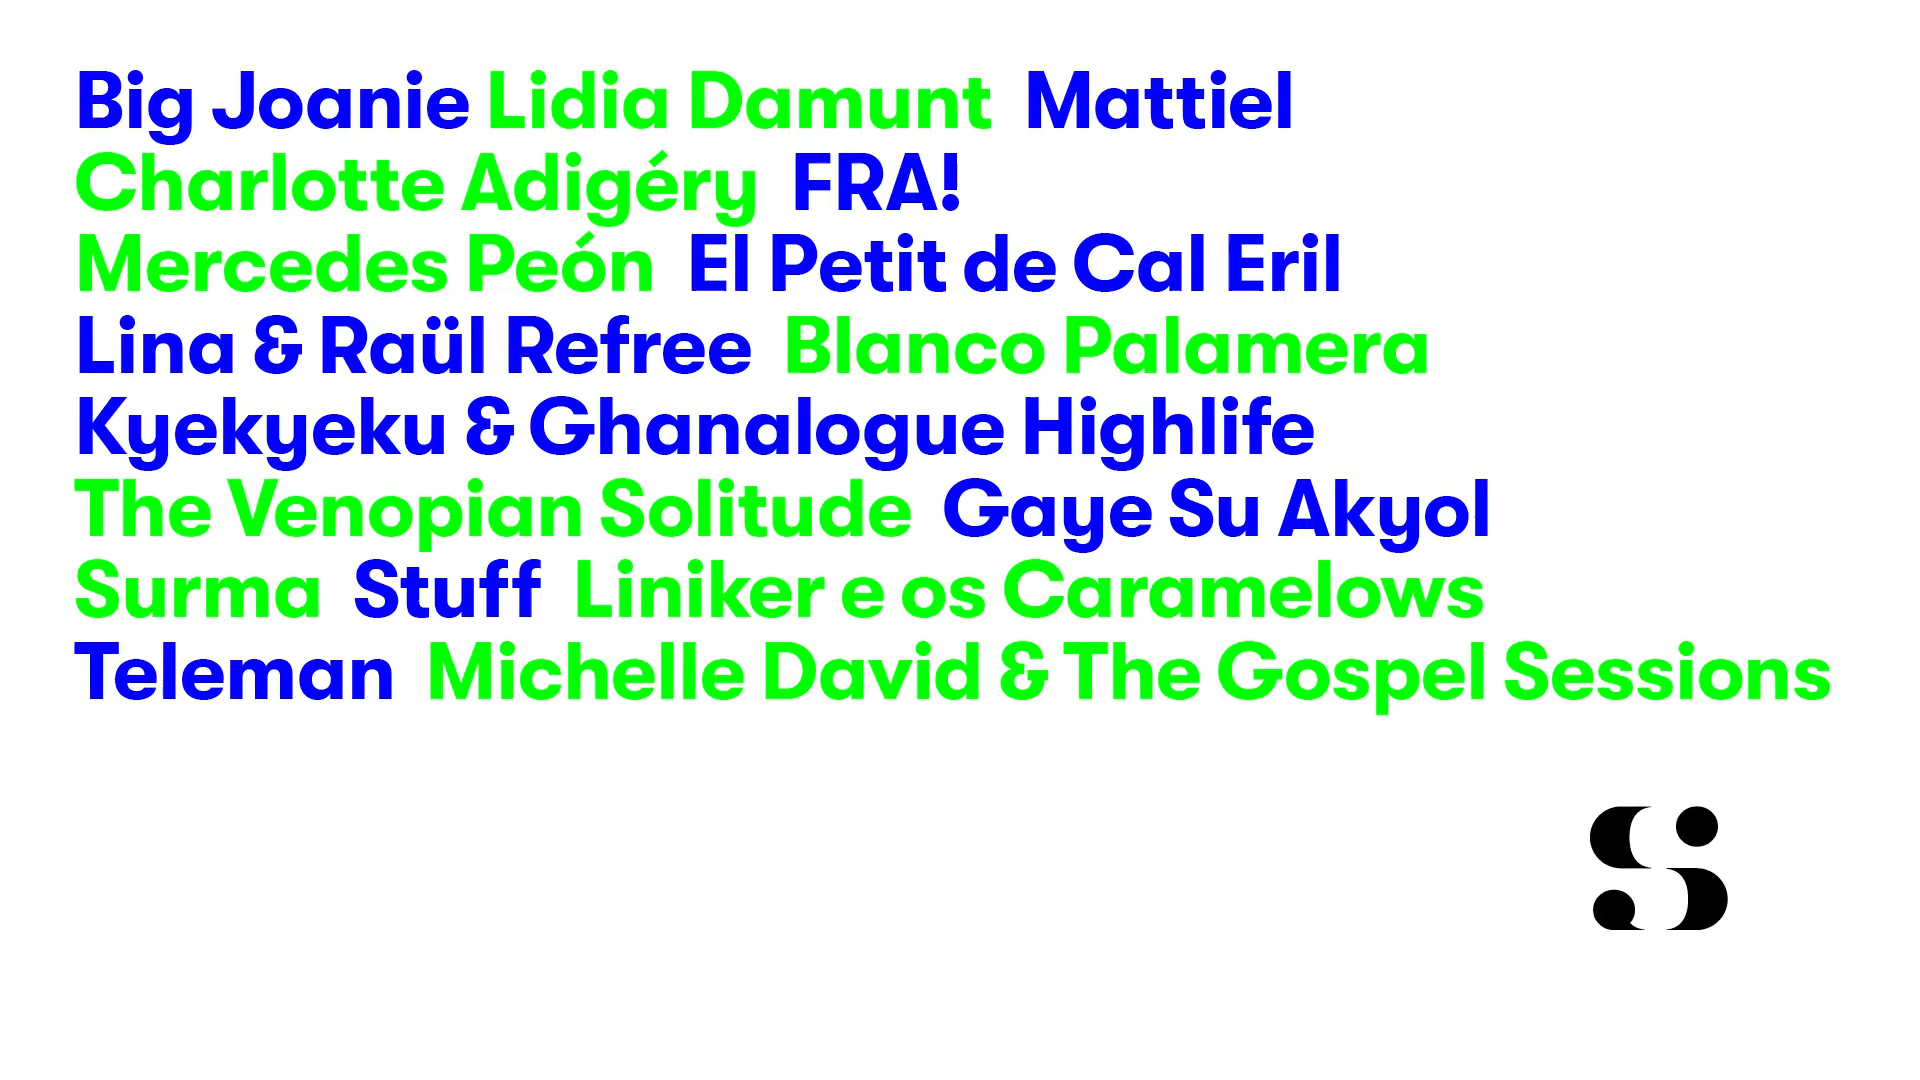 Big Joanie Lidia Damunt Mattiel
Charlotte Adigéry FRA!
Mercedes Peón El Petit de Cal Eril
Lina & Raül Refree Blanco Palamera
Kyekyeku & Ghanalogue Highlife
The Venopian Solitude Gaye Su Akyol
Surma Stuff Liniker e os Caramelows
Teleman Michelle David & The Gospel Sessions
S